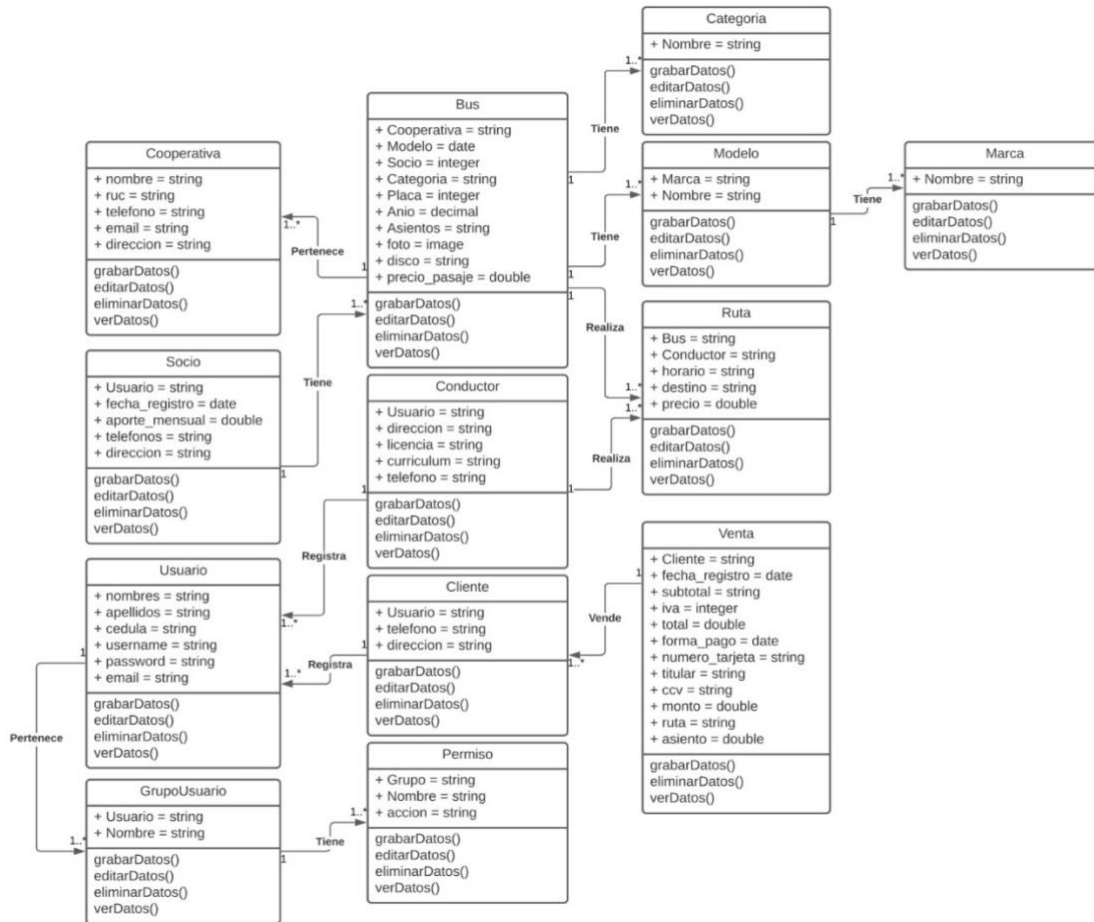 Categoria
+ Nombre = string
grabarDatos()
editarDatos()
eliminarDatos()
verDatos()
1..*
Tiene
1
Bus
+ Cooperativa = string
+ Modelo = date
+ Socio = integer
+ Categoria = string
+ Placa = integer
+ Anio = decimal
+ Asientos = string
+ foto = image
+ disco = string
+ precio_pasaje = double
grabarDatos()
editarDatos()
eliminarDatos()
verDatos()
Cooperativa
+ nombre = string
+ ruc = string
+ telefono = string
+ email = string
+ direccion = string
grabarDatos()
editarDatos()
eliminarDatos()
verDatos()
1..*
Pertenece
1
Modelo
+ Marca = string
+ Nombre = string
grabarDatos()
editarDatos()
eliminarDatos()
verDatos()
1..*
Tiene
1
Marca
+ Nombre = string
grabarDatos()
editarDatos()
eliminarDatos()
verDatos()
1..*
Tiene
1
Socio
+ Usuario = string
+ fecha_registro = date
+ aporte_mensual = double
+ telefonos = string
+ direccion = string
grabarDatos()
editarDatos()
eliminarDatos()
verDatos()
1..*
Tiene
1
Ruta
+ Bus = string
+ Conductor = string
+ horario = string
+ destino = string
+ precio = double
grabarDatos()
editarDatos()
eliminarDatos()
verDatos()
1
Realiza
1..*
1..*
Realiza
1
Conductor
+ Usuario = string
+ direccion = string
+ licencia = string
+ curriculum = string
+ telefono = string
grabarDatos()
editarDatos()
eliminarDatos()
verDatos()
1
Registra
1..*
Usuario
+ nombres = string
+ apellidos = string
+ cedula = string
+ username = string
+ password = string
+ email = string
grabarDatos()
editarDatos()
eliminarDatos()
verDatos()
Cliente
+ Usuario = string
+ telefono = string
+ direccion = string
grabarDatos()
editarDatos()
eliminarDatos()
verDatos()
1
Registra
1..*
Venta
+ Cliente = string
+ fecha_registro = date
+ subtotal = string
+ iva = integer
+ total = double
+ forma_pago = date
+ numero_tarjeta = string
+ titular = string
+ ccv = string
+ monto = double
+ ruta = string
+ asiento = double
grabarDatos()
eliminarDatos()
verDatos()
1
Vende
1..*
1
Pertenece
1..*
GrupoUsuario
+ Usuario = string
+ Nombre = string
grabarDatos()
editarDatos()
eliminarDatos()
verDatos()
Permiso
+ Grupo = string
+ Nombre = string
+ accion = string
grabarDatos()
editarDatos()
eliminarDatos()
verDatos()
1..*
Tiene
1